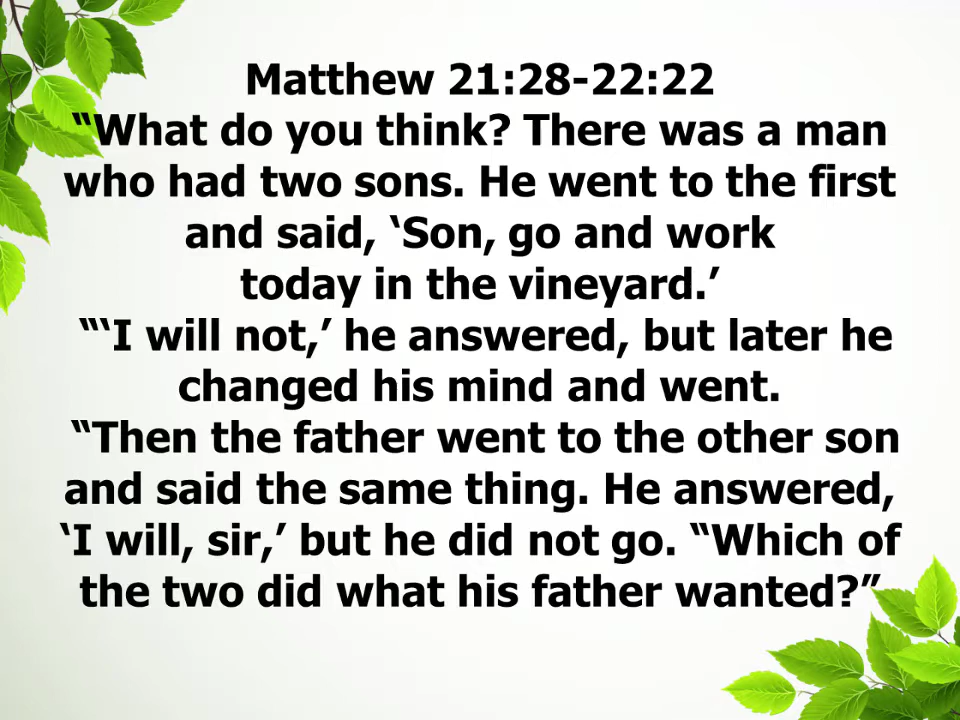 Matthew 21:28-22:22
“What do you think? There was a man
who had two sons. He went to the first
and said, ‘Son, go and work
today in the vineyard.’
“‘I will not,’ he answered, but later he
changed his mind and went.
“Then the father went to the other son
and said the same thing. He answered,
‘I will, sir,’ but he did not go. “Which of
the two did what his father wanted?”